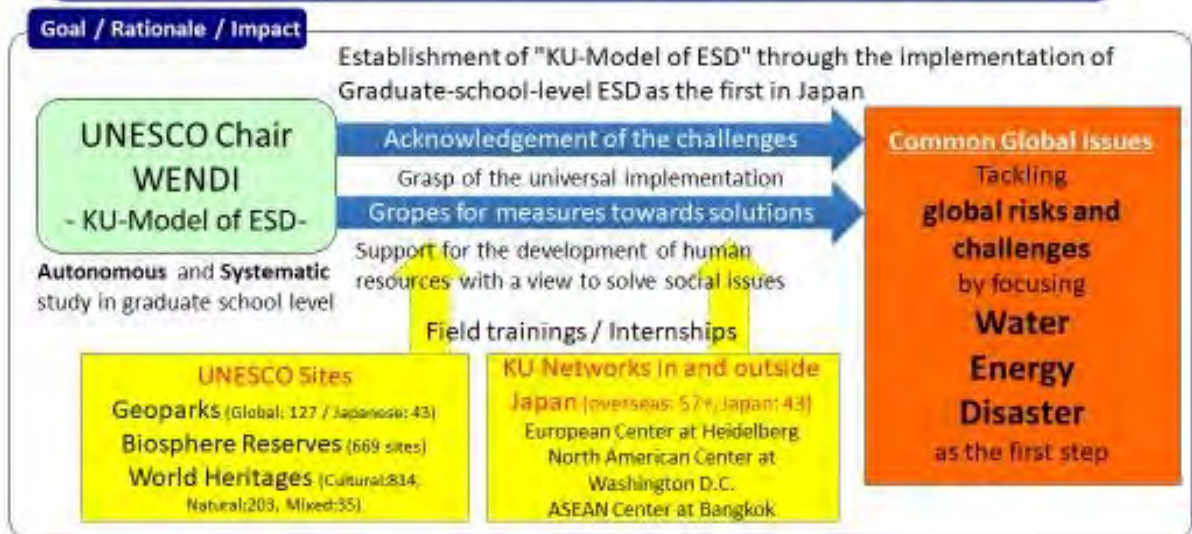 Goal / Rationale / Impact
Establishment of "KU-Model of ESD" through the implementation of
Graduate-school-level ESD as the first in Japan
UNESCO Chair
WENDI
- KU-Model of ESD-
Autonomous and Systematic
study in graduate school level
Acknowledgement of the challenges
Grasp of the universal implementation
Gropes for measures towards solutions
Support for the development of human
resources with a view to solve social issues
Field trainings / Internships
UNESCO Sites
Geoparks (Global: 127 / Japanese: 43)
Biosphere Reserves (669 sites)
World Heritages (Cultural:814,
Natural:203, Mixed:35)
KU Networks in and outside
Japan (overseas: 57+, Japan: 43)
European Center at Heidelberg
North American Center at
Washington D.C.
ASEAN Center at Bangkok
Common Global Issues
Tackling
global risks and
challenges
by focusing
Water
Energy
Disaster
as the first step